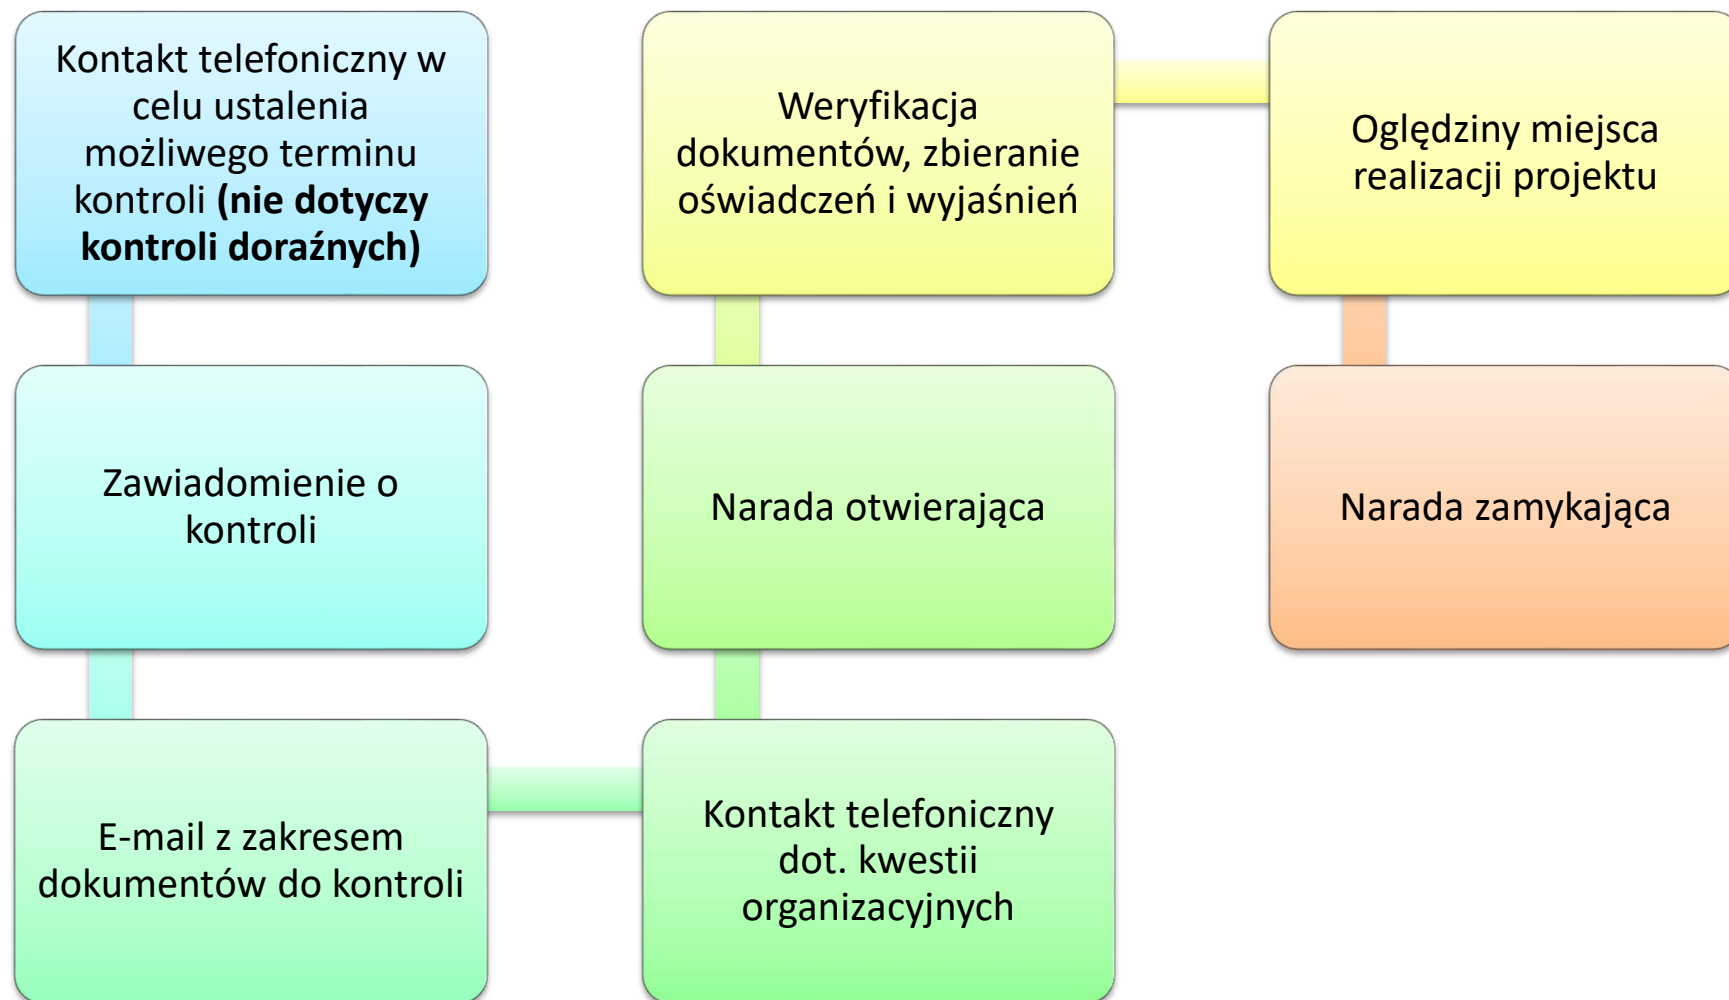 Kontakt telefoniczny w
celu ustalenia
możliwego terminu
kontroli (nie dotyczy
kontroli doraźnych)
Zawiadomienie o
kontroli
E-mail z zakresem
dokumentów do kontroli
Kontakt telefoniczny
dot. kwestii
organizacyjnych
Narada otwierająca
Weryfikacja
dokumentów, zbieranie
oświadczeń i wyjaśnień
Oględziny miejsca
realizacji projektu
Narada zamykająca